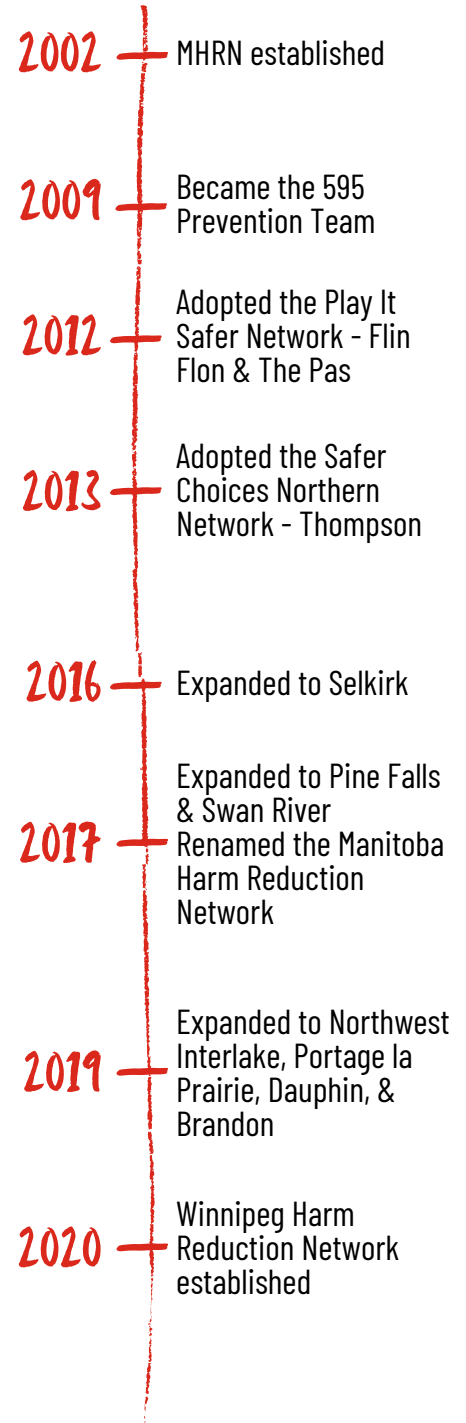 2002
MHRN established
2009
Became the 595
Prevention Team
2012
Adopted the Play It
Safer Network - Flin
Flon & The Pas
2013
Adopted the Safer
Choices Northern
Network - Thompson
2016
Expanded to Selkirk
2017
Expanded to Pine Falls
& Swan River
Renamed the Manitoba
Harm Reduction
Network
2019
Expanded to Northwest
Interlake, Portage la
Prairie, Dauphin, &
Brandon
2020
Winnipeg Harm
Reduction Network
established